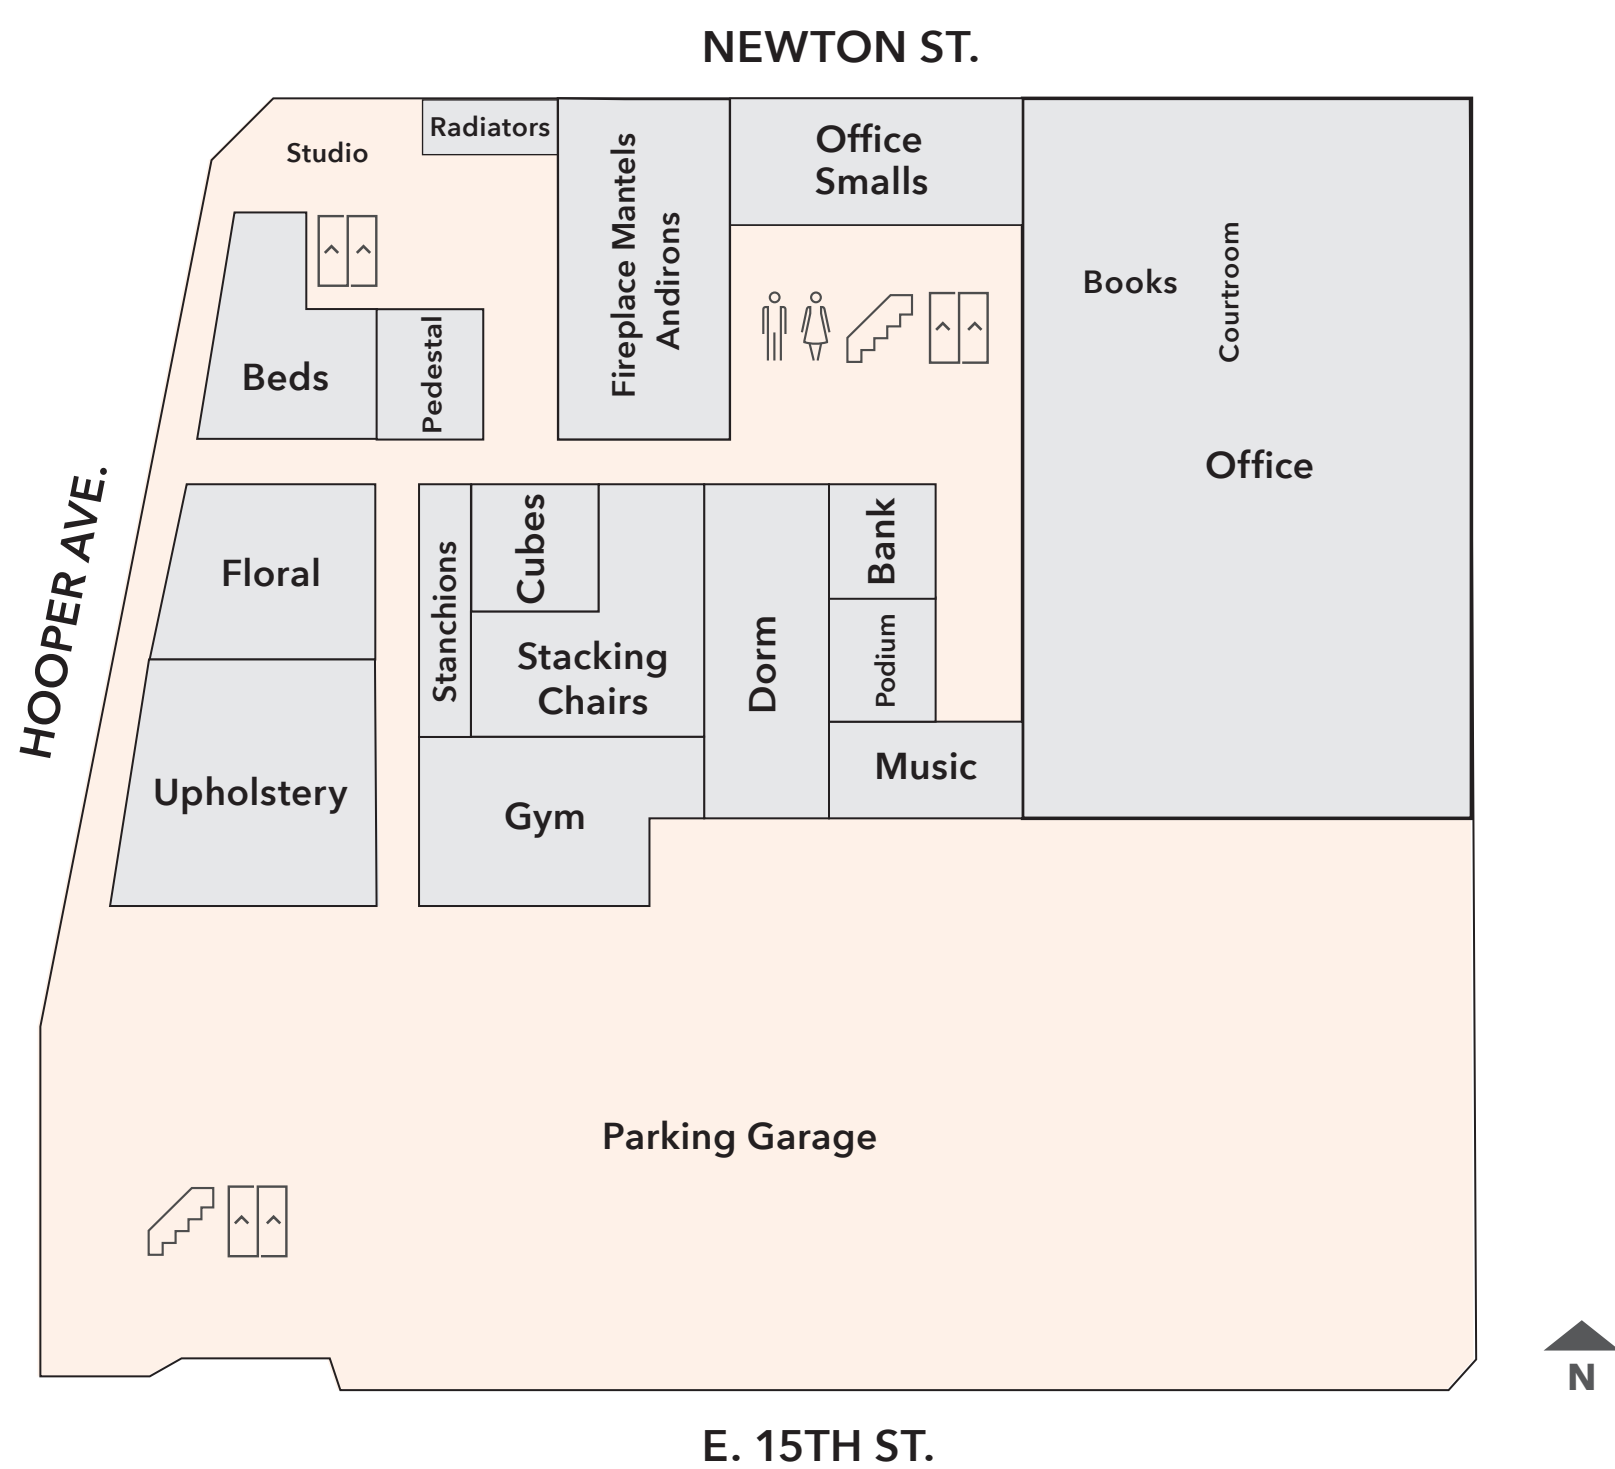 NEWTON ST.
Radiators
Studio
Fireplace Mantels
Andirons
Office
Smalls
Books
Courtroom
Office
Beds
Pedestal
HOOPER AVE.
Floral
Stanchions
Cubes
Stacking
Chairs
Dorm
Bank
Podium
Music
Upholstery
Gym
Parking Garage
N
E. 15TH ST.